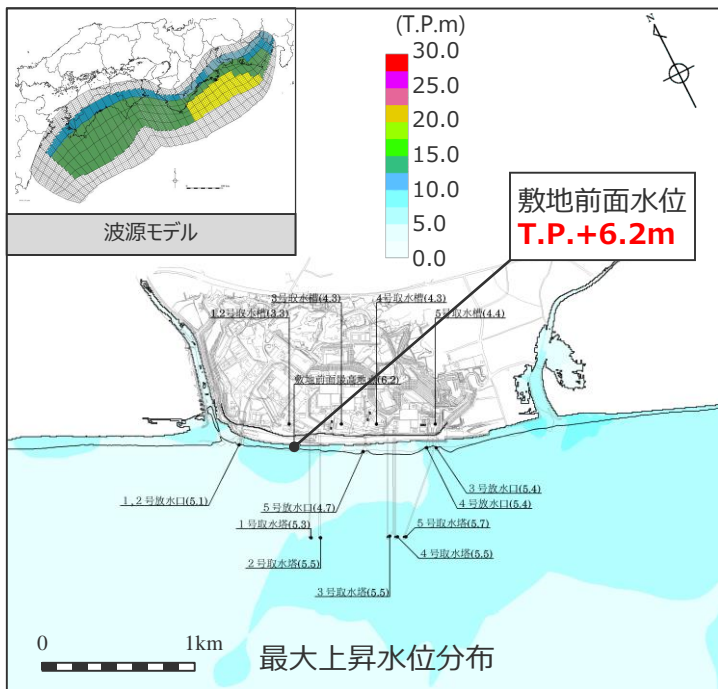 (T.P.m)
30.0
25.0
20.0
15.0
10.0
5.0
0.0
N
波源モデル
敷地前面水位
T.P.+6.2m
3号取水槽(4.3)
4号取水槽(4.3)
1,2号取水槽(3.3)
5号取水槽(4.4)
敷地前面最高地点(6.2)
1,2号放水口(5.1)
5号放水口(4.7)
3号放水口(5.4)
4号放水口(5.4)
1号取水塔(5.3)
5号取水塔(5.7)
2号取水塔(5.5)
4号取水塔(5.5)
3号取水塔(5.5)
0 1km
最大上昇水位分布